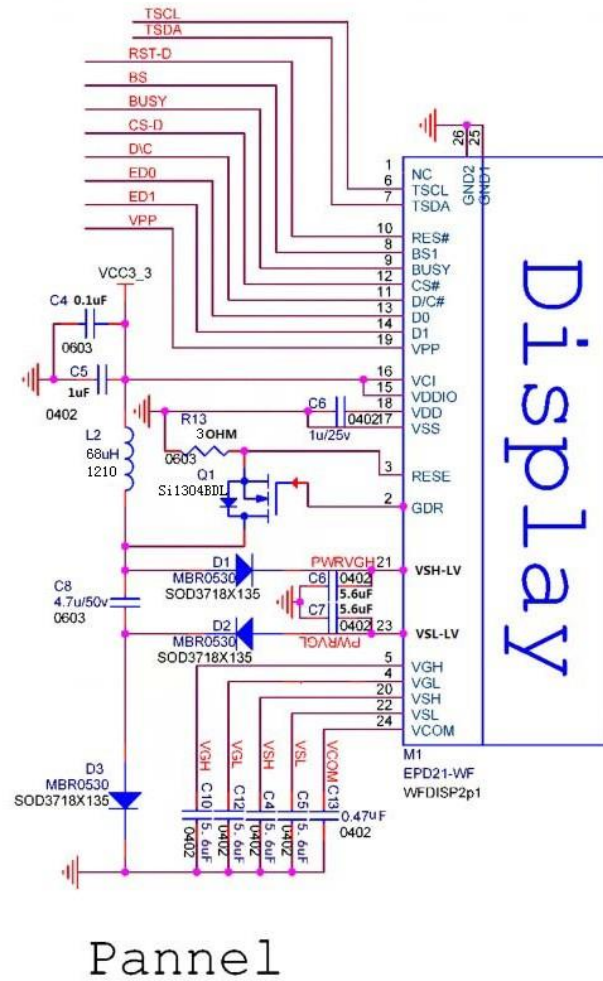 TSCL
TSDA
RST-D
BS
BUSY
CS-D
D\C
ED0
ED1
VPP
26
25
GND2
GND1
1
NC
6
TSCL
7
TSDA
10
RES#
8
BS1
9
BUSY
12
CS#
11
D/C#
13
D0
14
D1
19
VPP
16
VCI
15
VDDIO
18
VDD
17
VSS
3
RESE
2
GDR
21
VSH-LV
23
VSL-LV
5
VGH
4
VGL
20
VSH
22
VSL
24
VCOM
Display
VCC3_3
C4 0.1uF
0603
C5
1uF
0402
L2
68uH
1210
R13
3OHM
0603
C6
0402
1u/25v
Q1
Si1304BDL
D1
MBR0530
SOD3718X135
PWRVGH
C6
0402
5.6uF
C7
5.6uF
0402
PWRVGL
C8
4.7u/50v
0603
D2
MBR0530
SOD3718X135
D3
MBR0530
SOD3718X135
VGH
VGL
VSH
VSL
VCOM
C10
5.6uF
0402
C12
5.6uF
0402
C4
5.6uF
0402
C5
5.6uF
0402
C13
0.47uF
0402
M1
EPD21-WF
WFDISP2p1
Pannel